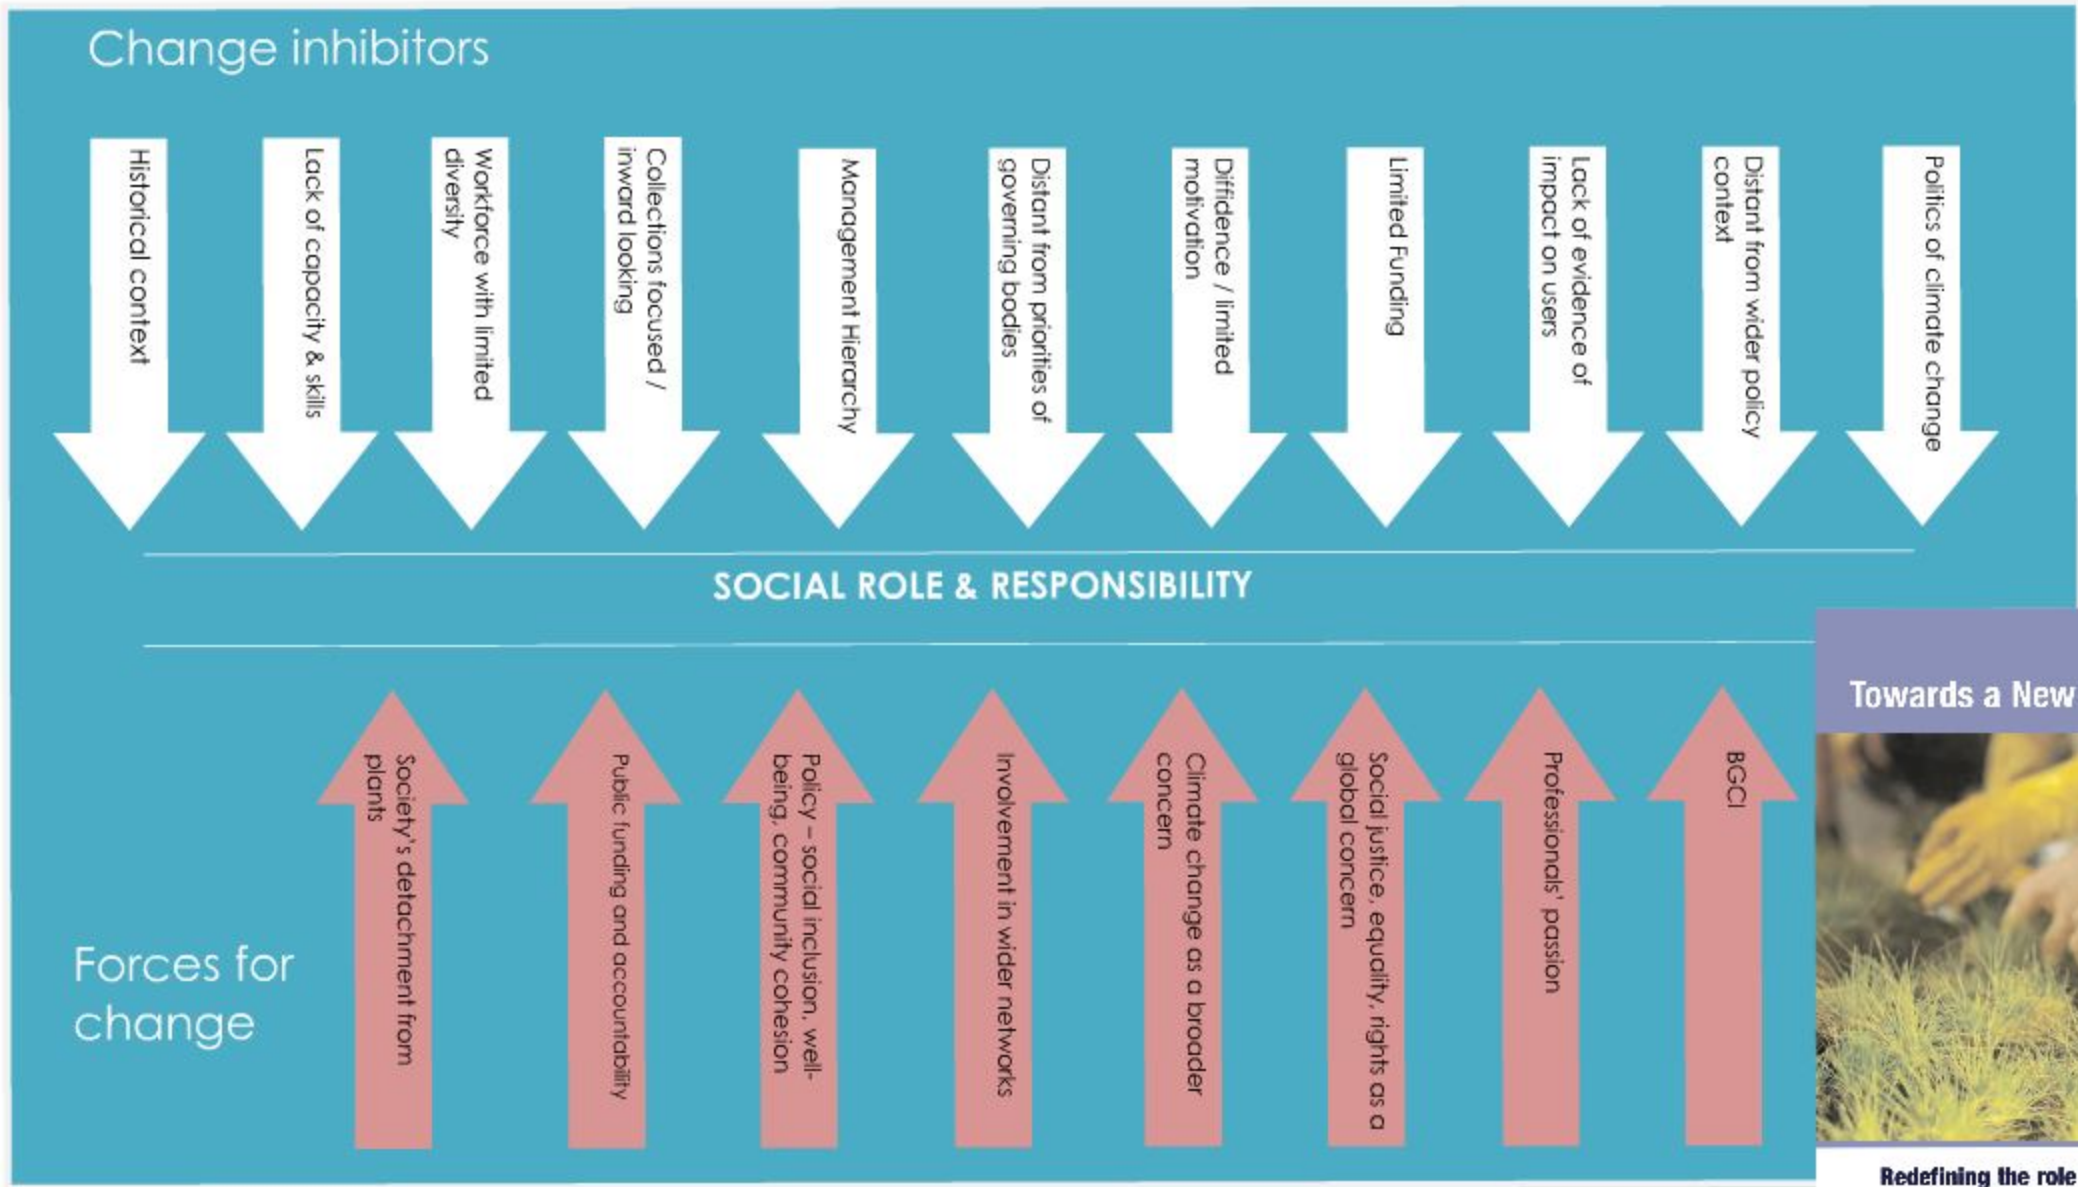 Change inhibitors
Historical context
Lack of capacity & skills
Workforce with limited
diversity
Collections focused /
inward looking
Management Hierarchy
Distant from priorities of
governing bodies
Diffidence / limited
motivation
Limited Funding
Lack of evidence of
impact on users
Distant from wider policy
context
Politics of climate change
SOCIAL ROLE & RESPONSIBILITY
Forces for
change
Society's detachment from
plants
Public funding and accountability
Policy – social inclusion, well-
being, community cohesion
Involvement in wider networks
Climate change as a broader
concern
Social justice, equality, rights as a
global concern
Professionals' passion
BGCI
Towards a New
Redefining the role